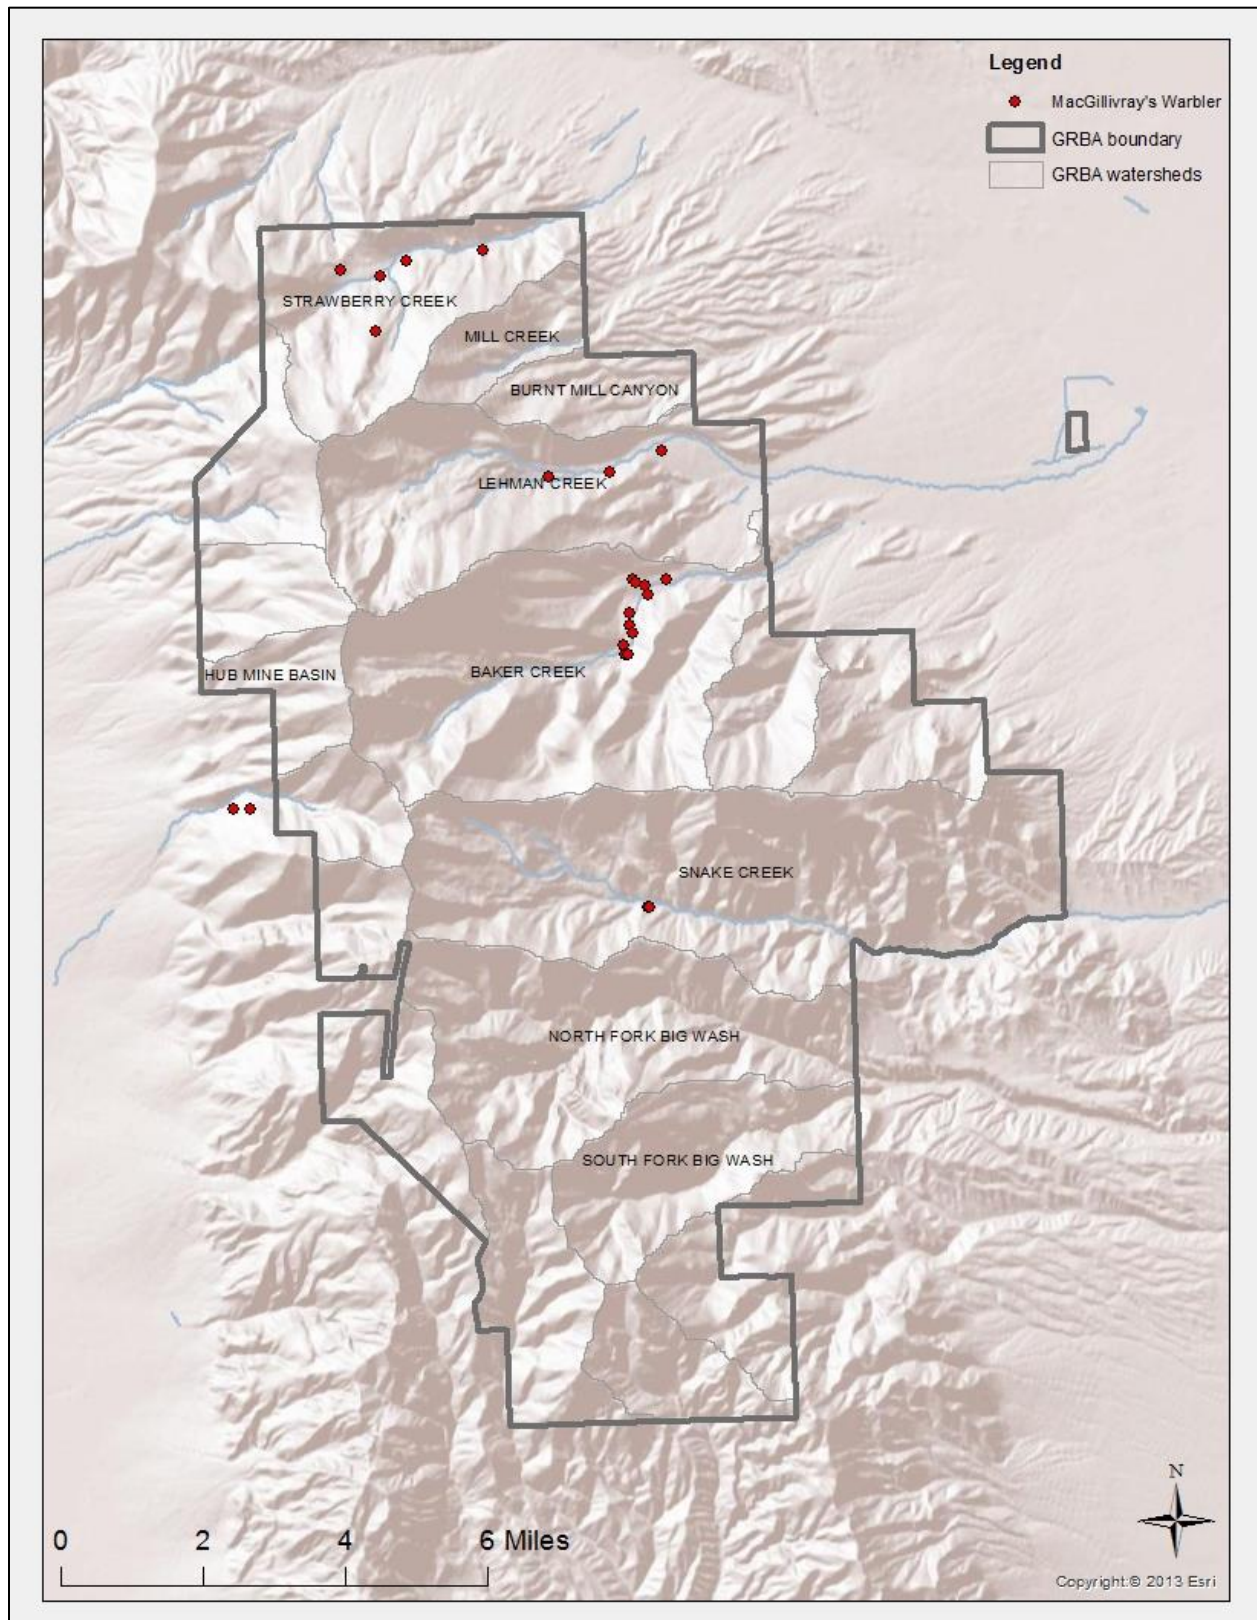 Legend
MacGillivray's Warbler
GRBA boundary
GRBA watersheds
STRAWBERRY CREEK
MILL CREEK
BURNT MILL CANYON
LEHMAN CREEK
BAKER CREEK
HUB MINE BASIN
SNAKE CREEK
NORTH FORK BIG WASH
SOUTH FORK BIG WASH
N
0 2 4 6 Miles
Copyright:© 2013 Esri